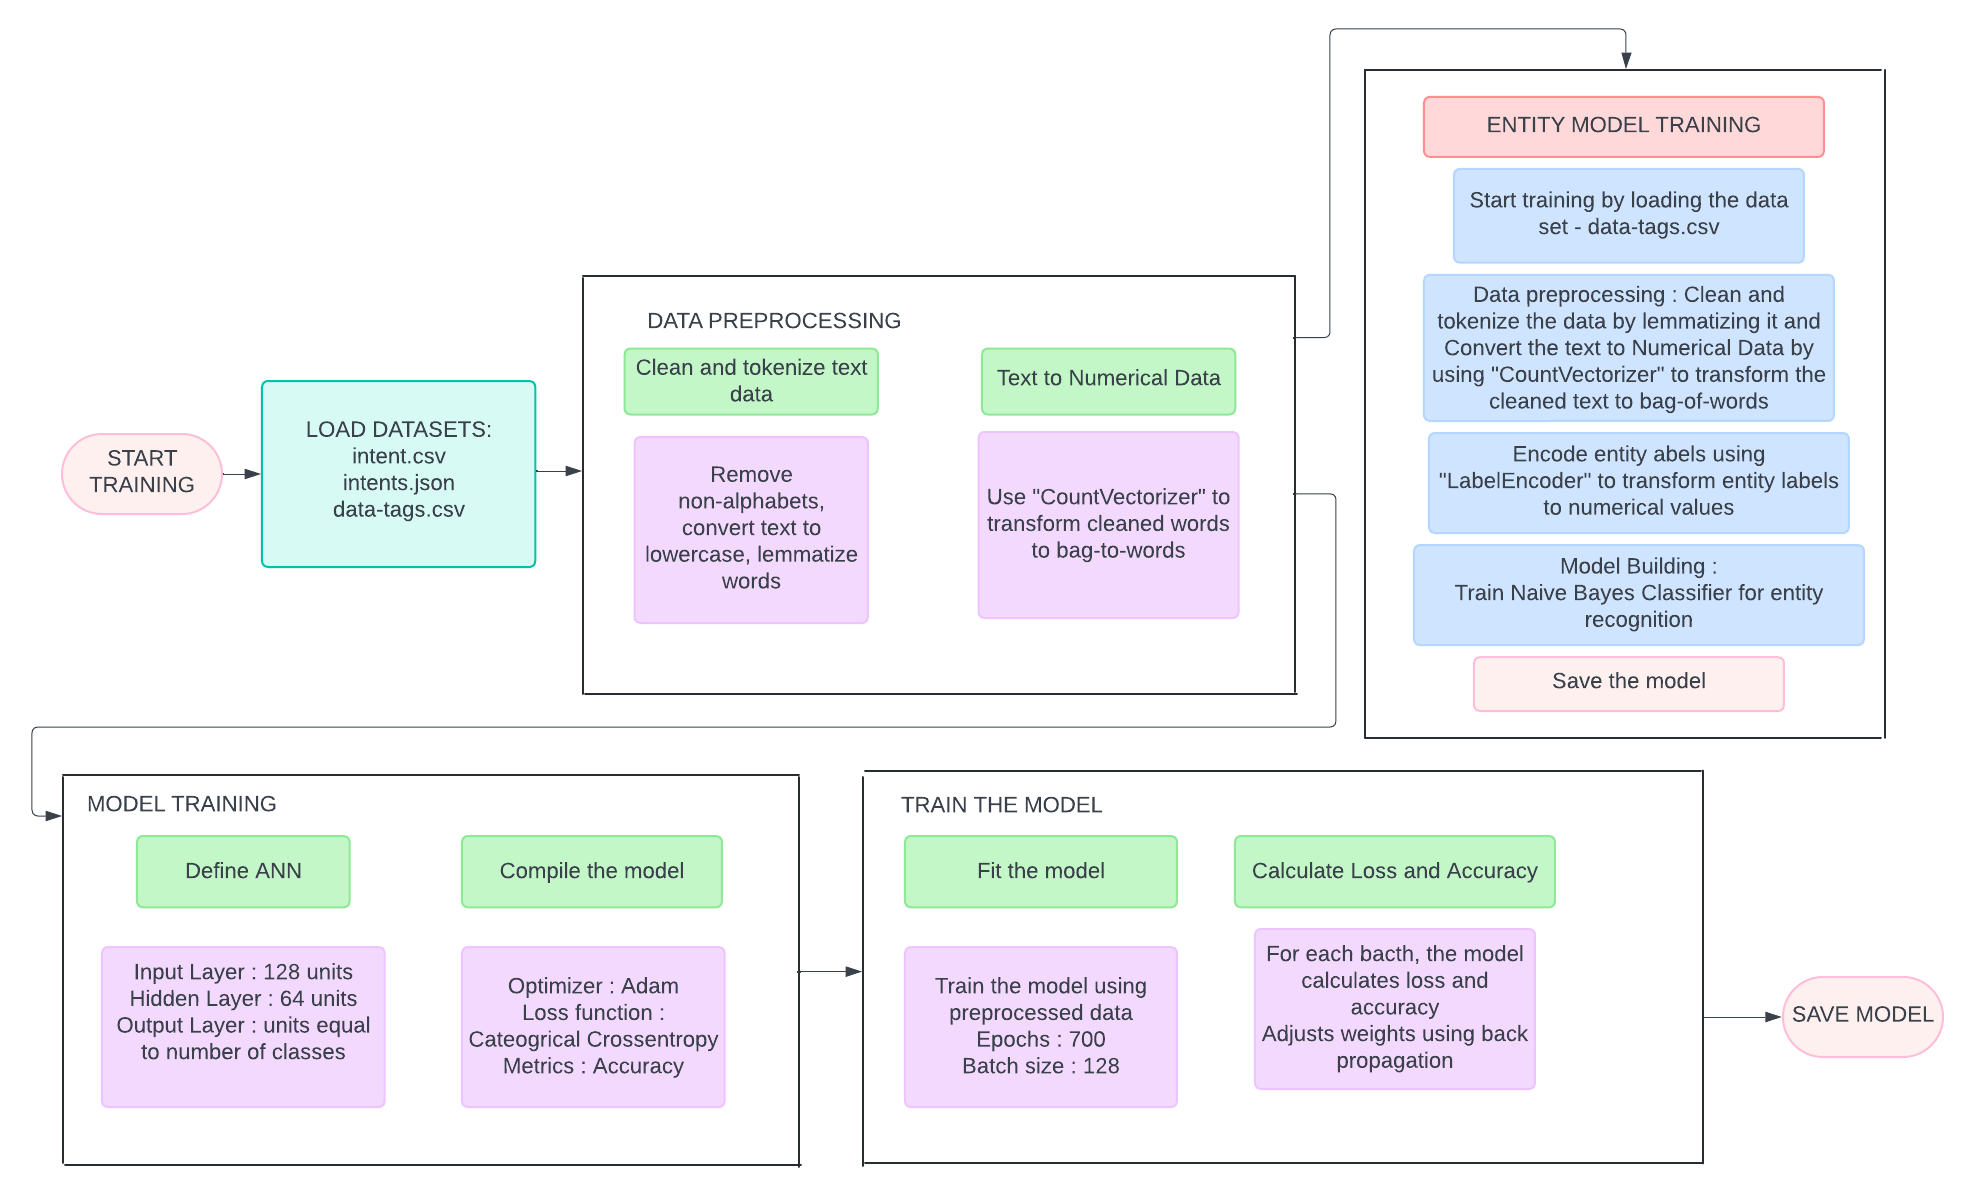 START
TRAINING
LOAD DATASETS:
intent.csv
intents.json
data-tags.csv
DATA PREPROCESSING
Clean and tokenize text
data
Remove
non-alphabets,
convert text to
lowercase, lemmatize
words
Text to Numerical Data
Use "CountVectorizer" to
transform cleaned words
to bag-to-words
ENTITY MODEL TRAINING
Start training by loading the data
set - data-tags.csv
Data preprocessing : Clean and
tokenize the data by lemmatizing it and
Convert the text to Numerical Data by
using "CountVectorizer" to transform the
cleaned text to bag-of-words
Encode entity abels using
"LabelEncoder" to transform entity labels
to numerical values
Model Building :
Train Naive Bayes Classifier for entity
recognition
Save the model
MODEL TRAINING
Define ANN
Input Layer : 128 units
Hidden Layer : 64 units
Output Layer : units equal
to number of classes
Compile the model
Optimizer : Adam
Loss function :
Cateogrical Crossentropy
Metrics : Accuracy
TRAIN THE MODEL
Fit the model
Train the model using
preprocessed data
Epochs : 700
Batch size : 128
Calculate Loss and Accuracy
For each bacth, the model
calculates loss and
accuracy
Adjusts weights using back
propagation
SAVE MODEL